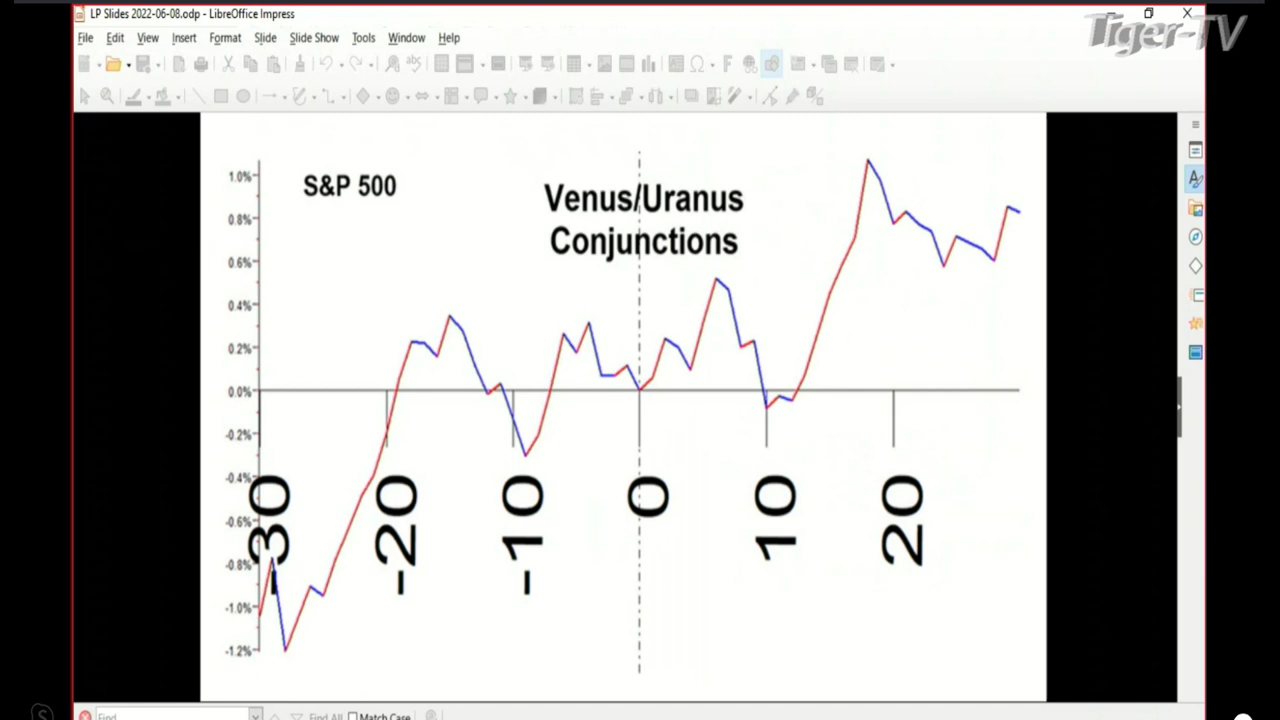 LP Slides 2022-06-08.odp - LibreOffice Impress
Tiger-TV
File Edit View Insert Format Slide Slide Show Tools Window Help
S&P 500
Venus/Uranus
Conjunctions
1.0%
0.8%
0.6%
0.4%
0.2%
0.0%
-0.2%
-0.4%
-0.6%
-0.8%
-1.0%
-1.2%
-30 -20 -10 0 10 20
Find Find All Match Case